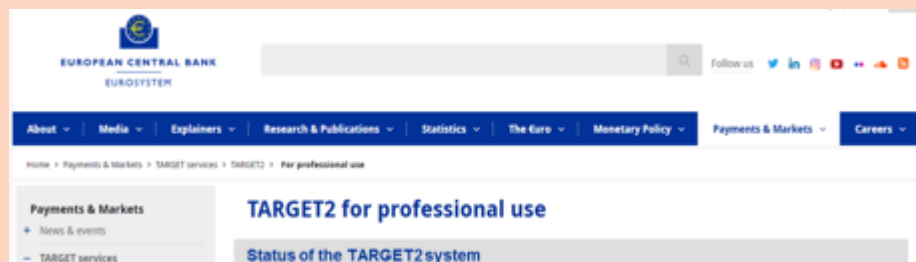 EUROPEAN CENTRAL BANK
EUROSYSTEM
Follow us
About Media Explainers Research & Publications Statistics The €uro Monetary Policy Payments & Markets Careers
Home > Payments & Markets > TARGET services > TARGET2 > For professional use
Payments & Markets
+ News & events
− TARGET services
TARGET2 for professional use
Status of the TARGET2 system